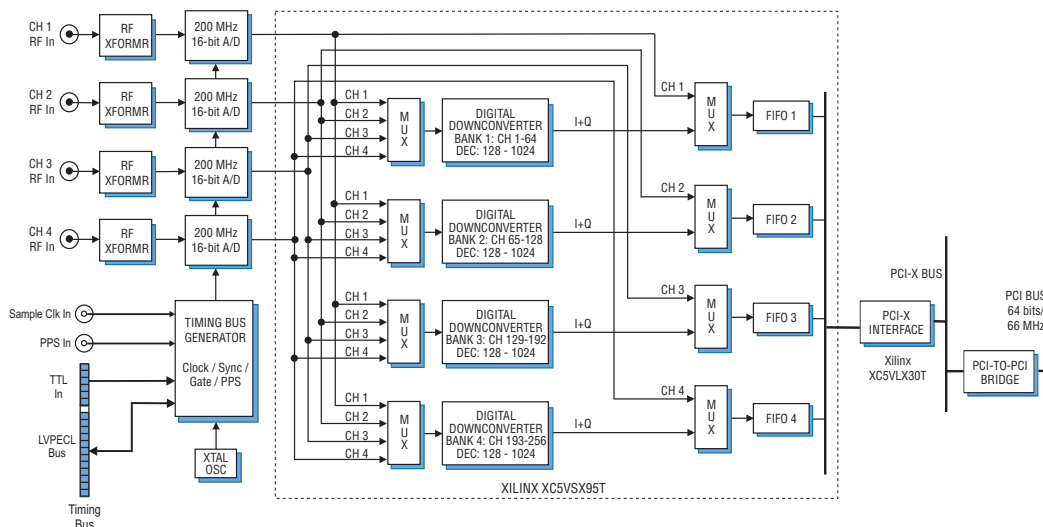 CH 1
RF In
RF
XFORMR
200 MHz
16-bit A/D
CH 2
RF In
RF
XFORMR
200 MHz
16-bit A/D
CH 3
RF In
RF
XFORMR
200 MHz
16-bit A/D
CH 4
RF In
RF
XFORMR
200 MHz
16-bit A/D
Sample Clk In
PPS In
TTL
In
LVPECL
Bus
Timing
Bus
TIMING BUS
GENERATOR
Clock / Sync /
Gate / PPS
XTAL
OSC
CH 1
CH 2
CH 3
CH 4
MUX
DIGITAL
DOWNCONVERTER
BANK 1: CH 1-64
DEC: 128 - 1024
I+Q
CH 1
MUX
FIFO 1
CH 1
CH 2
CH 3
CH 4
MUX
DIGITAL
DOWNCONVERTER
BANK 2: CH 65-128
DEC: 128 - 1024
I+Q
CH 2
MUX
FIFO 2
CH 1
CH 2
CH 3
CH 4
MUX
DIGITAL
DOWNCONVERTER
BANK 3: CH 129-192
DEC: 128 - 1024
I+Q
CH 3
MUX
FIFO 3
CH 1
CH 2
CH 3
CH 4
MUX
DIGITAL
DOWNCONVERTER
BANK 4: CH 193-256
DEC: 128 - 1024
I+Q
CH 4
MUX
FIFO 4
XILINX XC5VSX95T
PCI-X BUS
PCI-X
INTERFACE
Xilinx
XC5VLX30T
PCI BUS
64 bits/
66 MHz
PCI-TO-PCI
BRIDGE